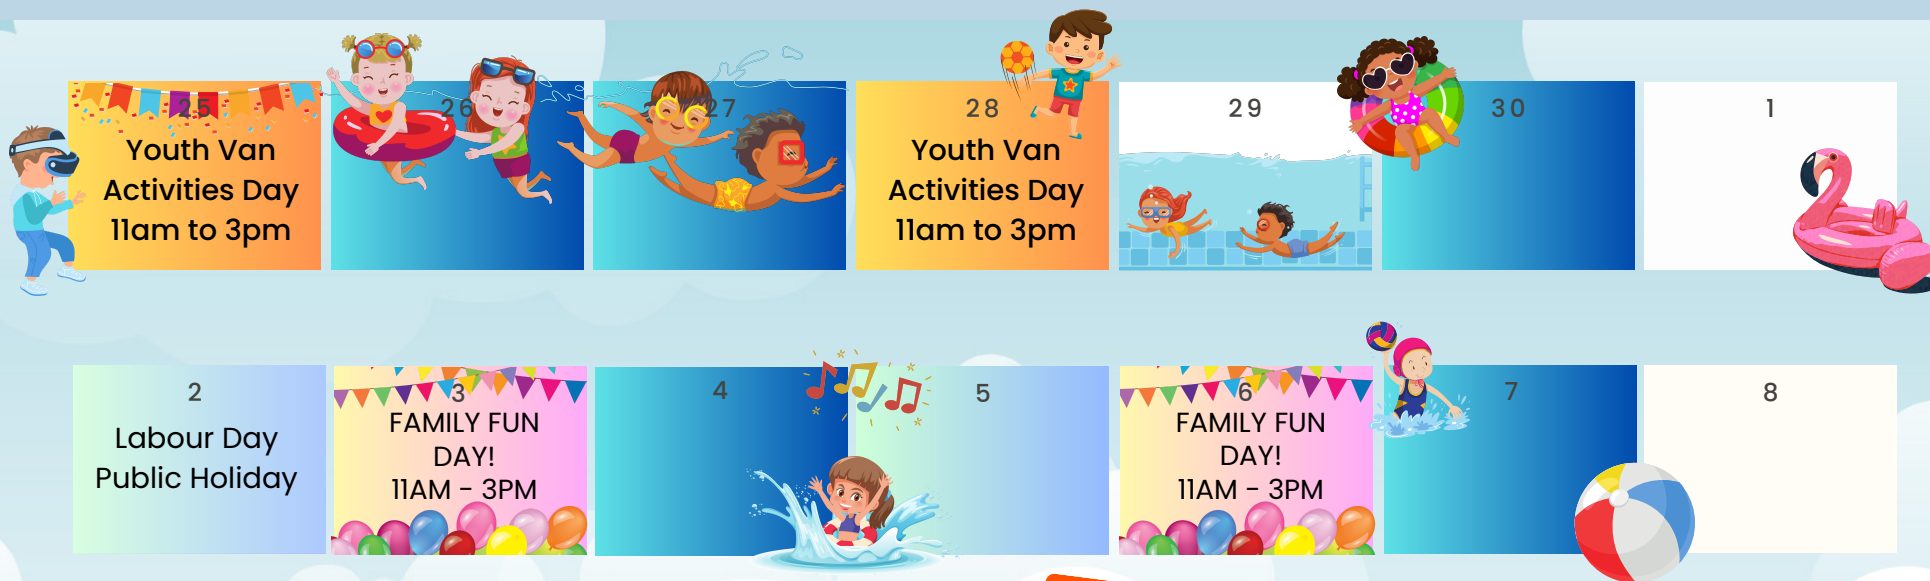 25
Youth Van
Activities Day
11am to 3pm
26
27
28
Youth Van
Activities Day
11am to 3pm
29
30
1
2
Labour Day
Public Holiday
3
FAMILY FUN
DAY!
11AM - 3PM
4
5
6
FAMILY FUN
DAY!
11AM - 3PM
7
8